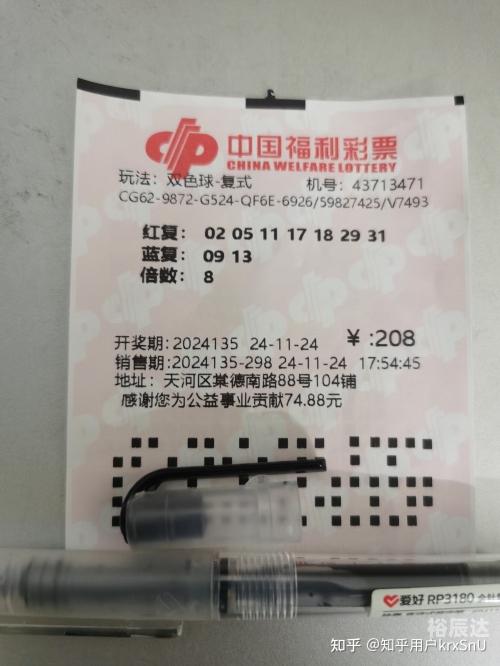 中国福利彩票
CHINA WELFARE LOTTERY
玩法：双色球-复式 机号：43713471
CG62-9872-G524-QF6E-6926/59827425/V7493
红复： 02 05 11 17 18 29 31
蓝复： 09 13
倍数： 8
开奖期：2024135 24-11-24 ￥:208
销售期：2024135-298 24-11-24 17:54:45
地址：天河区棠德南路88号104铺
感谢您为公益事业贡献74.88元
爱好 RP3180
裕辰达
知乎 @知乎用户krxSnU